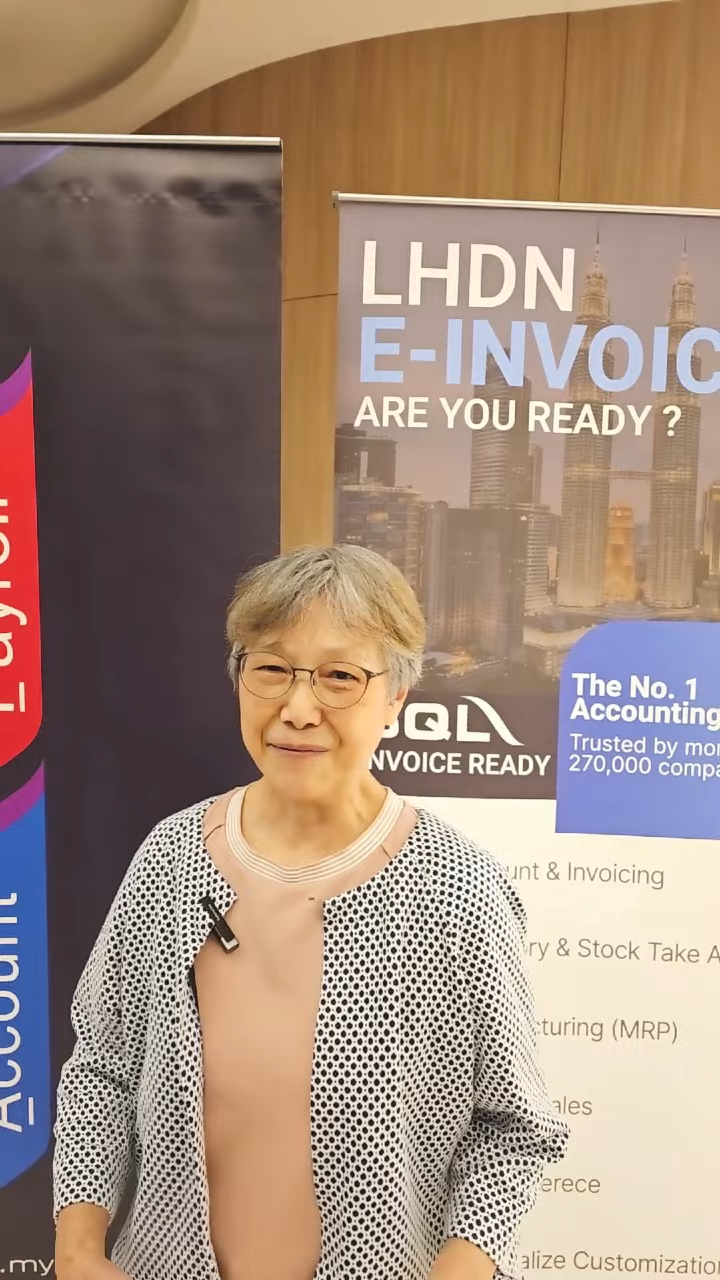 LHDN
E-INVOIC
ARE YOU READY ?
SQL
INVOICE READY
The No. 1
Accounting
Trusted by mor
270,000 compa
unt & Invoicing
ry & Stock Take A
cturing (MRP)
ales
erece
alize Customization
Payroll
Account
.my